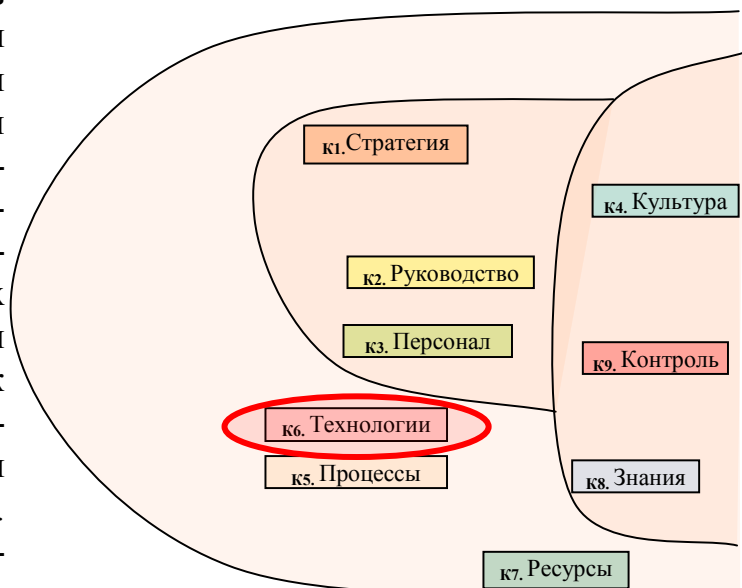 К1.Стратегия
К4. Культура
К2. Руководство
К3. Персонал
К9. Контроль
К6. Технологии
К5. Процессы
К8. Знания
К7. Ресурсы